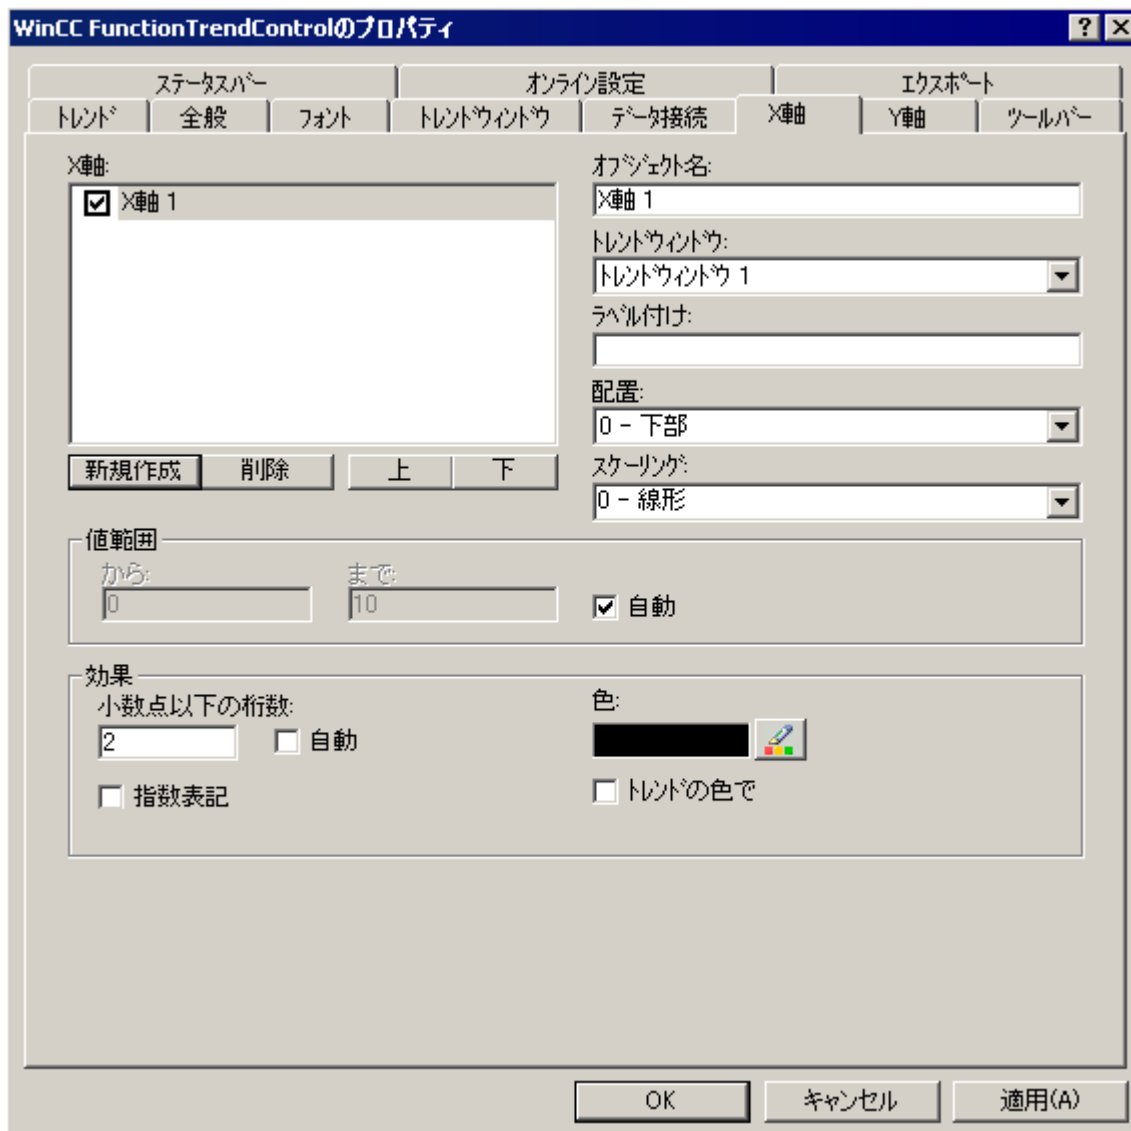 WinCC FunctionTrendControlのプロパティ
ステータスバー オンライン設定 エクスポート
トレンド 全般 フォント トレンドウィンドウ データ接続 X軸 Y軸 ツールバー
X軸:
X軸 1
新規作成 削除 上 下
オブジェクト名:
X軸 1
トレンドウィンドウ:
トレンドウィンドウ 1
ラベル付け:
配置:
0 - 下部
スケーリング:
0 - 線形
値範囲
から: まで:
0 10 自動
効果
小数点以下の桁数: 色:
2 自動
指数表記 トレンドの色で
OK キャンセル 適用(A)